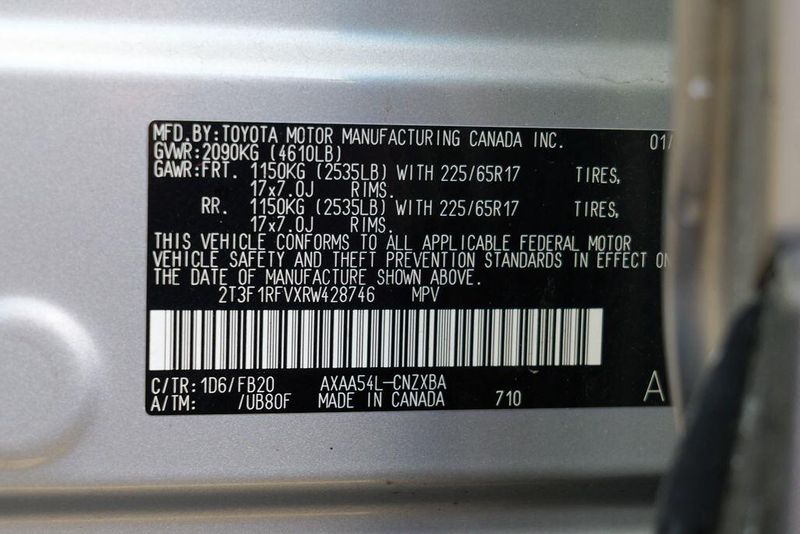 MFD.BY:TOYOTA MOTOR MANUFACTURING CANADA INC. 01/
GVWR:2090KG (4610LB)
GAWR:FRT. 1150KG (2535LB) WITH 225/65R17 TIRES,
17x7.0J RIMS.
RR. 1150KG (2535LB) WITH 225/65R17 TIRES,
17x7.0J RIMS.
THIS VEHICLE CONFORMS TO ALL APPLICABLE FEDERAL MOTOR
VEHICLE SAFETY AND THEFT PREVENTION STANDARDS IN EFFECT ON
THE DATE OF MANUFACTURE SHOWN ABOVE.
2T3F1RFVXRW428746 MPV
C/TR: 1D6/FB20 AXAA54L-CNZXBA
A/TM: /UB80F MADE IN CANADA 710 A